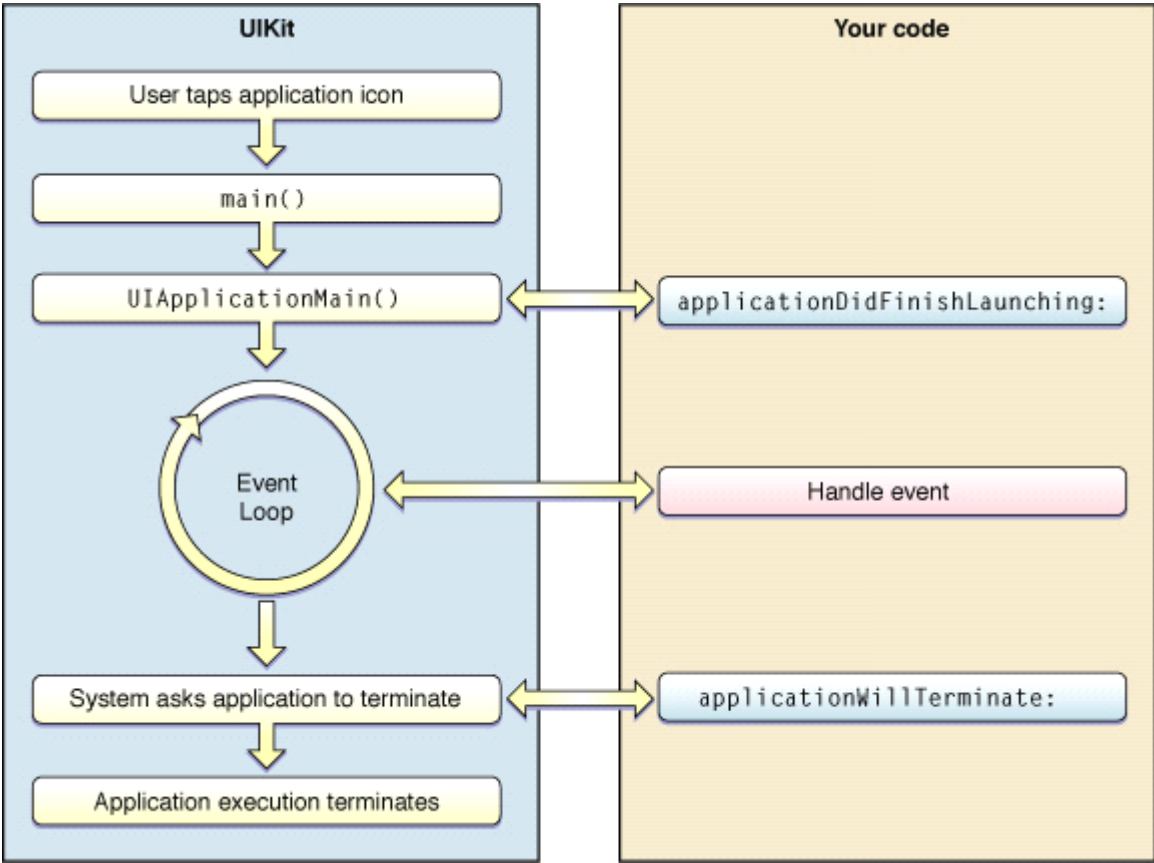 UIKit
Your code
User taps application icon
main()
UIApplicationMain()
applicationDidFinishLaunching:
Event
Loop
Handle event
System asks application to terminate
applicationWillTerminate:
Application execution terminates